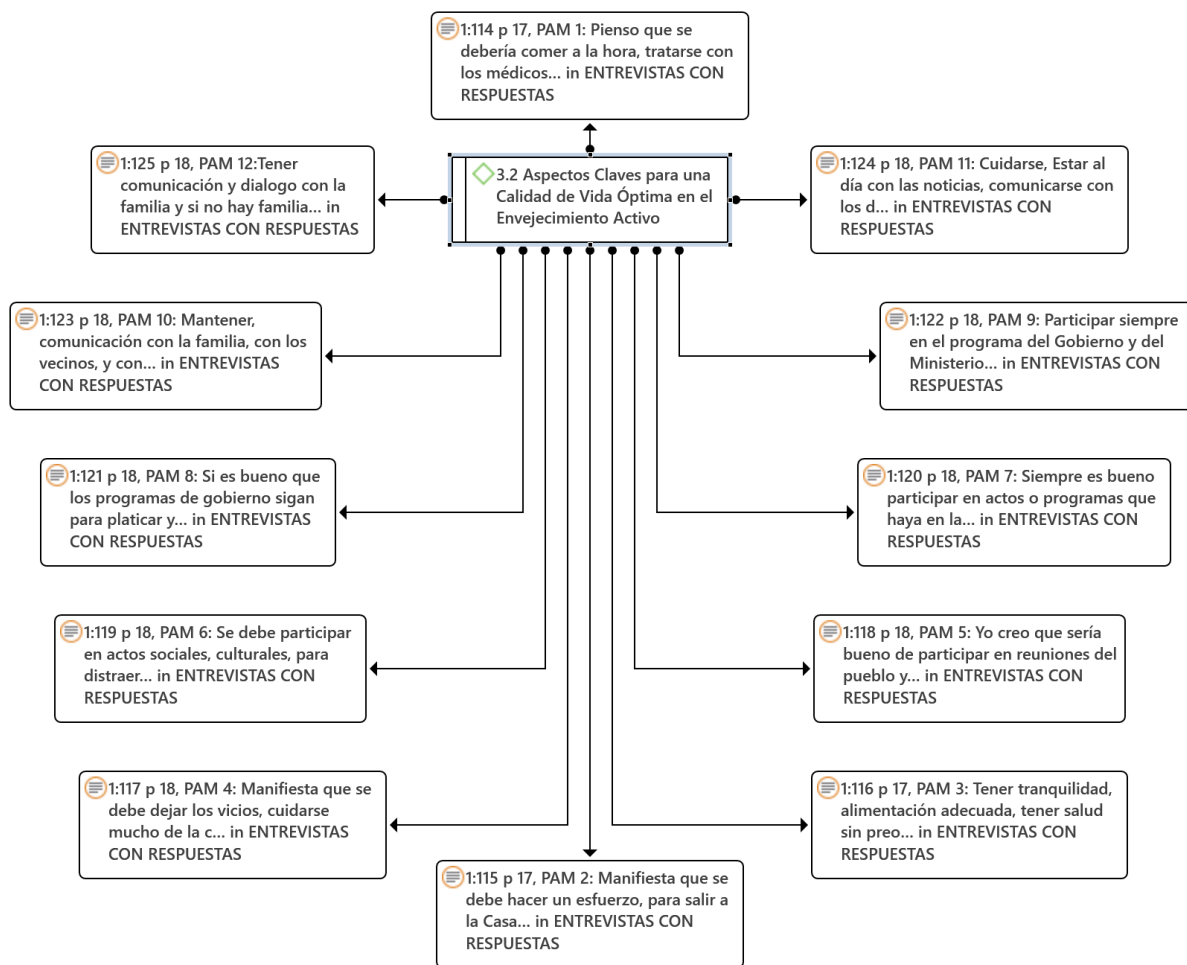 1:114 p 17, PAM 1: Pienso que se
debería comer a la hora, tratarse con
los médicos... in ENTREVISTAS CON
RESPUESTAS
1:125 p 18, PAM 12:Tener
comunicación y dialogo con la
familia y si no hay familia... in
ENTREVISTAS CON RESPUESTAS
3.2 Aspectos Claves para una
Calidad de Vida Óptima en el
Envejecimiento Activo
1:124 p 18, PAM 11: Cuidarse, Estar al
día con las noticias, comunicarse con
los d... in ENTREVISTAS CON
RESPUESTAS
1:123 p 18, PAM 10: Mantener,
comunicación con la familia, con los
vecinos, y con... in ENTREVISTAS
CON RESPUESTAS
1:122 p 18, PAM 9: Participar siempre
en el programa del Gobierno y del
Ministerio... in ENTREVISTAS CON
RESPUESTAS
1:121 p 18, PAM 8: Si es bueno que
los programas de gobierno sigan
para platicar y... in ENTREVISTAS
CON RESPUESTAS
1:120 p 18, PAM 7: Siempre es bueno
participar en actos o programas que
haya en la... in ENTREVISTAS CON
RESPUESTAS
1:119 p 18, PAM 6: Se debe participar
en actos sociales, culturales, para
distraer... in ENTREVISTAS CON
RESPUESTAS
1:118 p 18, PAM 5: Yo creo que sería
bueno de participar en reuniones del
pueblo y... in ENTREVISTAS CON
RESPUESTAS
1:117 p 18, PAM 4: Manifiesta que se
debe dejar los vicios, cuidarse
mucho de la c... in ENTREVISTAS
CON RESPUESTAS
1:116 p 17, PAM 3: Tener tranquilidad,
alimentación adecuada, tener salud
sin preo... in ENTREVISTAS CON
RESPUESTAS
1:115 p 17, PAM 2: Manifiesta que se
debe hacer un esfuerzo, para salir a
la Casa... in ENTREVISTAS CON
RESPUESTAS